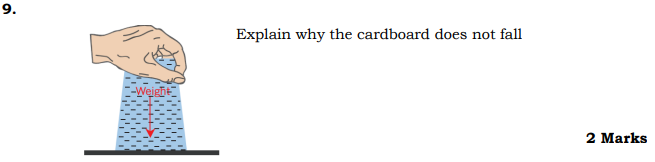 9.
Explain why the cardboard does not fall
Weight
2 Marks